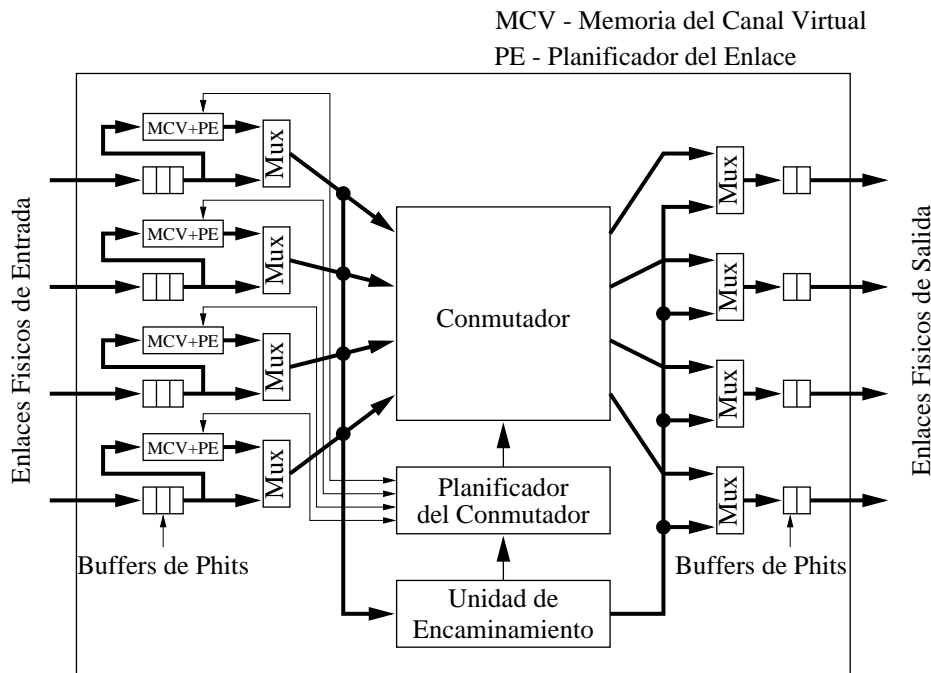 MCV - Memoria del Canal Virtual
PE - Planificador del Enlace
Enlaces Fisicos de Entrada
MCV+PE
Mux
MCV+PE
Mux
MCV+PE
Mux
MCV+PE
Mux
Buffers de Phits
Conmutador
Planificador
del Conmutador
Unidad de
Encaminamiento
Mux
Mux
Mux
Mux
Buffers de Phits
Enlaces Fisicos de Salida